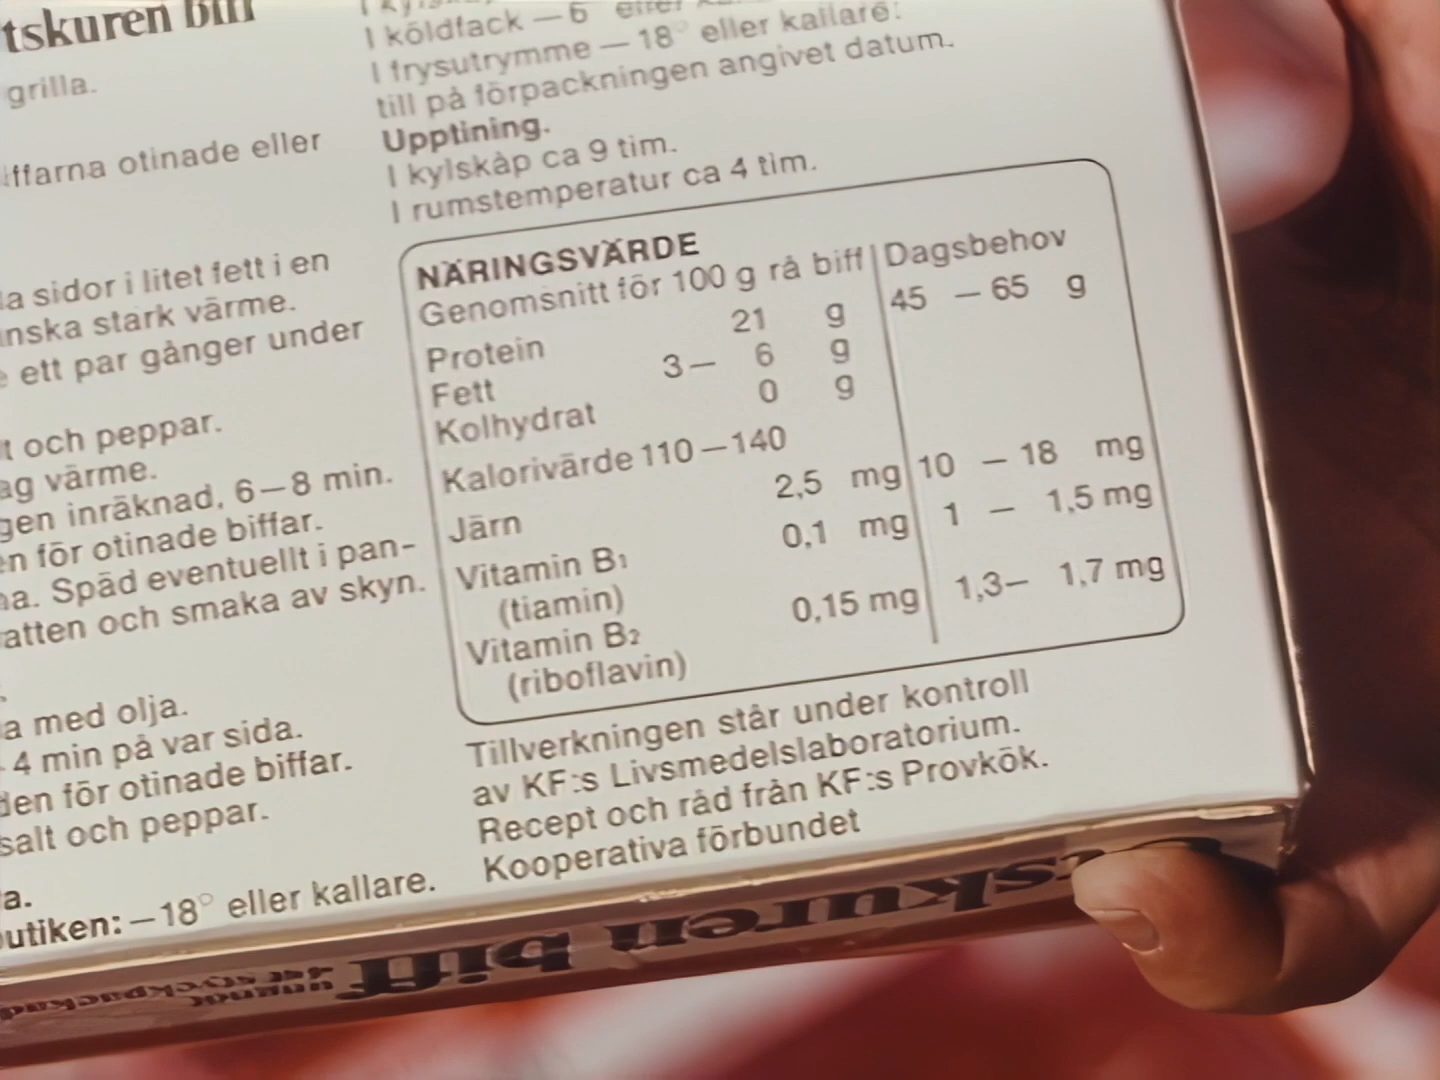 tskuren biff
grilla.
iffarna otinade eller
la sidor i litet fett i en
anska stark värme.
e ett par gånger under
t och peppar.
ag värme.
gen inräknad, 6–8 min.
en för otinade biffar.
na. Späd eventuellt i pan-
atten och smaka av skyn.
a med olja.
4 min på var sida.
den för otinade biffar.
salt och peppar.
a.
outiken: –18° eller kallare.
I köldfack – 6 eller
I frysutrymme – 18° eller kallare:
till på förpackningen angivet datum.
Upptining.
I kylskåp ca 9 tim.
I rumstemperatur ca 4 tim.
NÄRINGSVÄRDE
Genomsnitt för 100 g rå biff Dagsbehov
Protein 21 g 45 – 65 g
Fett 3 – 6 g
Kolhydrat 0 g
Kalorivärde 110 – 140
Järn 2,5 mg 10 – 18 mg
Vitamin B1 0,1 mg 1 – 1,5 mg
(tiamin)
Vitamin B2 0,15 mg 1,3– 1,7 mg
(riboflavin)
Tillverkningen står under kontroll
av KF:s Livsmedelslaboratorium.
Recept och råd från KF:s Provkök.
Kooperativa förbundet
skuren biff
styckpackad